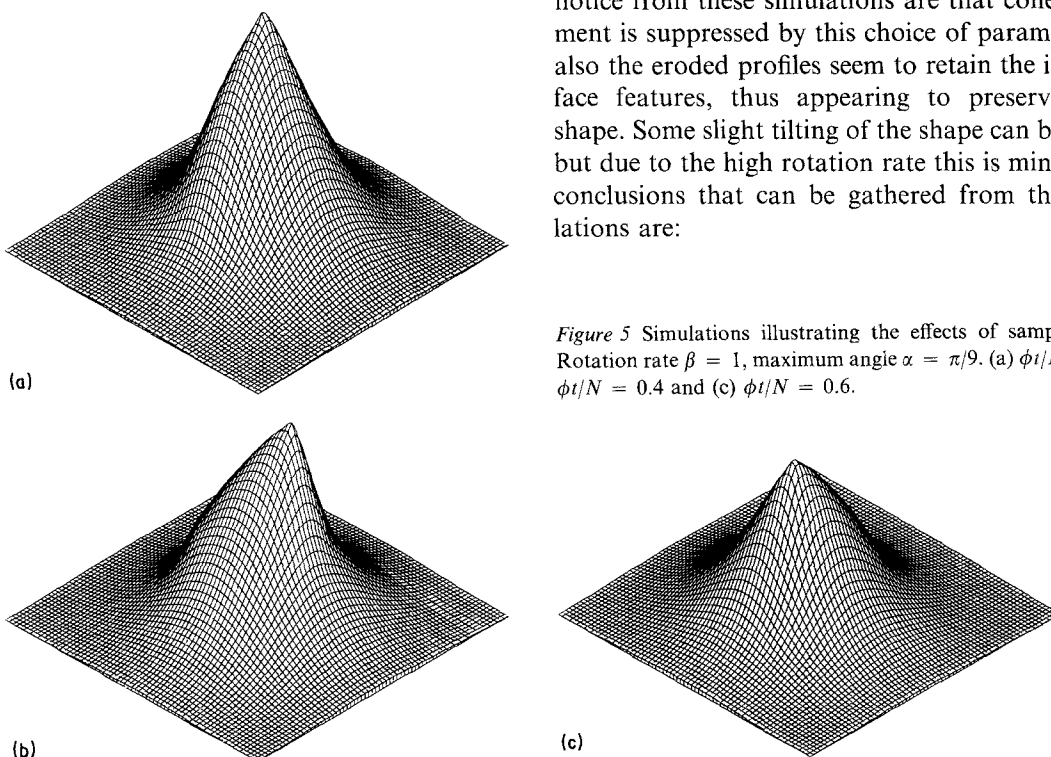 notice from these simulations are that cone
ment is suppressed by this choice of param
also the eroded profiles seem to retain the i
face features, thus appearing to preserv
shape. Some slight tilting of the shape can b
but due to the high rotation rate this is min
conclusions that can be gathered from th
lations are:
(a)
Figure 5 Simulations illustrating the effects of samp
Rotation rate β = 1, maximum angle α = π/9. (a) ϕt/
ϕt/N = 0.4 and (c) ϕt/N = 0.6.
(b)
(c)